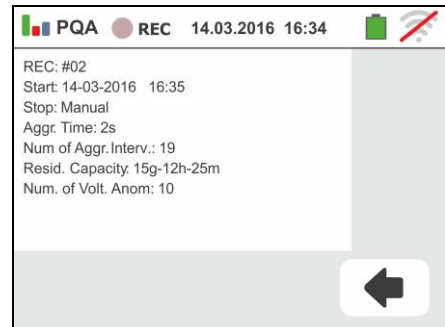 PQA REC 14.03.2016 16:34
REC: #02
Start: 14-03-2016 16:35
Stop: Manual
Aggr. Time: 2s
Num of Aggr. Interv.: 19
Resid. Capacity: 15g-12h-25m
Num. of Volt. Anom: 10